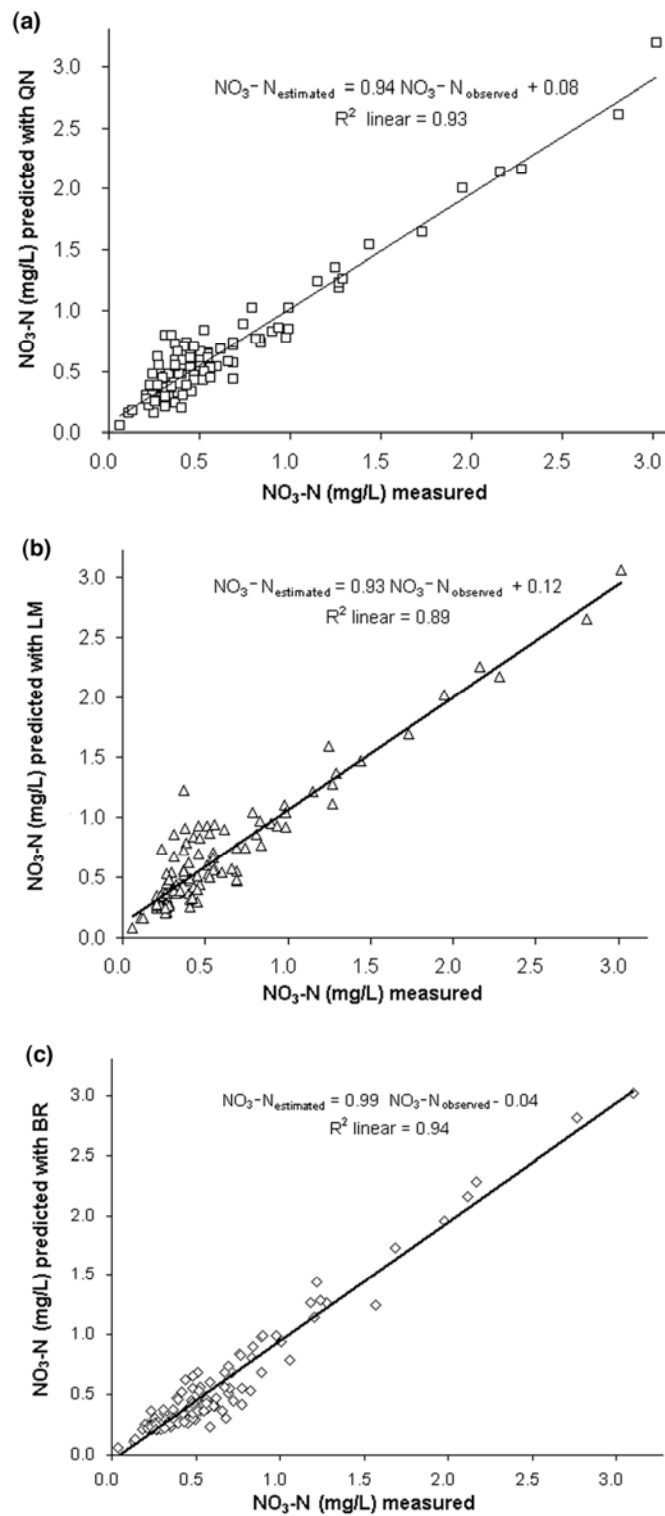 (a)
NO₃-N (mg/L) predicted with QN
3.0
2.5
2.0
1.5
1.0
0.5
0.0
NO₃− N estimated = 0.94 NO₃− N observed + 0.08
R² linear = 0.93
0.0 0.5 1.0 1.5 2.0 2.5 3.0
NO₃-N (mg/L) measured
(b)
NO₃-N (mg/L) predicted with LM
3.0
2.5
2.0
1.5
1.0
0.5
0.0
NO₃− N estimated = 0.93 NO₃− N observed + 0.12
R² linear = 0.89
0.0 0.5 1.0 1.5 2.0 2.5 3.0
NO₃-N (mg/L) measured
(c)
NO₃-N (mg/L) predicted with BR
3.0
2.5
2.0
1.5
1.0
0.5
0.0
NO₃-N estimated = 0.99 NO₃-N observed - 0.04
R² linear = 0.94
0.0 0.5 1.0 1.5 2.0 2.5 3.0
NO₃-N (mg/L) measured